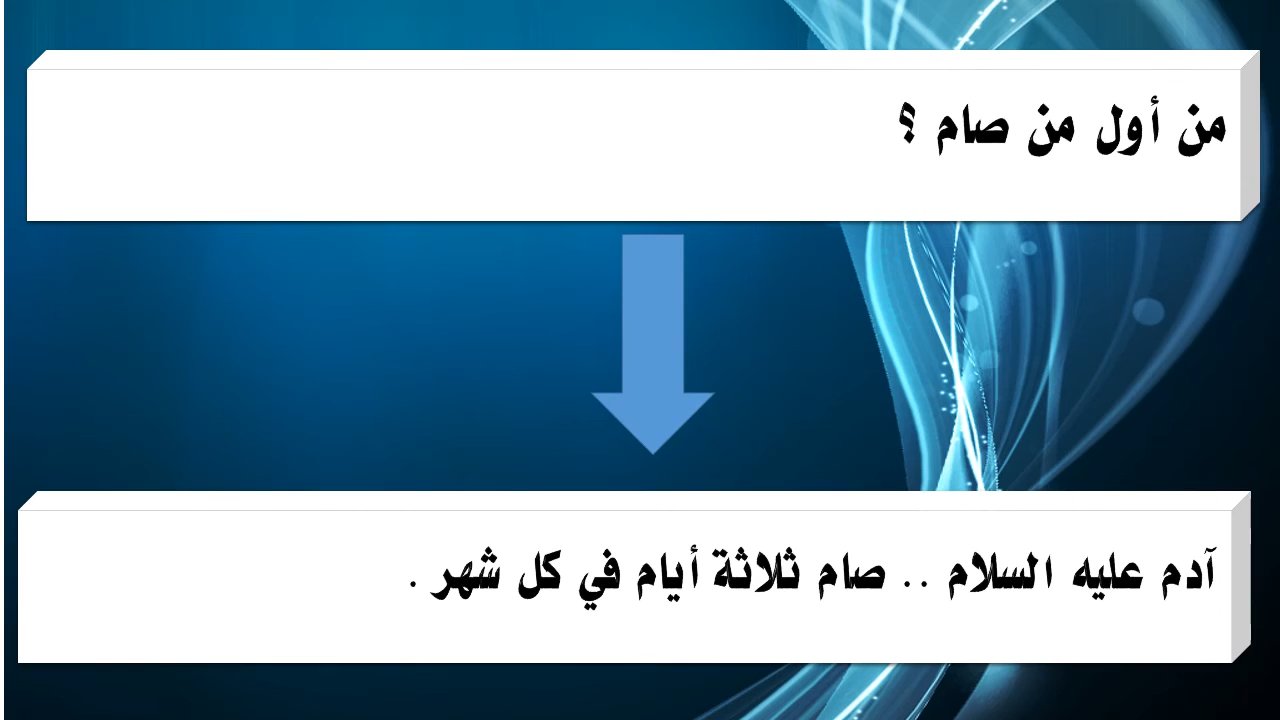 من أول من صام ؟
آدم عليه السلام .. صام ثلاثة أيام في كل شهر .